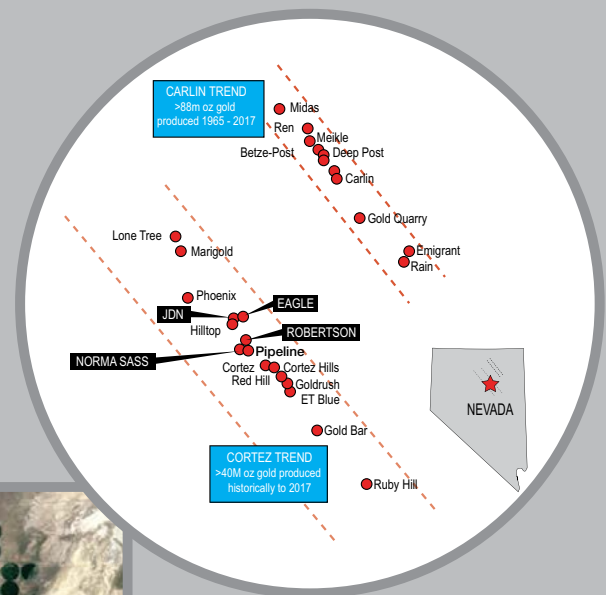 CARLIN TREND
>88m oz gold
produced 1965 - 2017
Midas
Ren
Meikle
Betze-Post
Deep Post
Carlin
Gold Quarry
Emigrant
Rain
Lone Tree
Marigold
Phoenix
EAGLE
JDN
Hilltop
ROBERTSON
Pipeline
NORMA SASS
Cortez
Cortez Hills
Red Hill
Goldrush
ET Blue
NEVADA
Gold Bar
CORTEZ TREND
>40M oz gold produced
historically to 2017
Ruby Hill